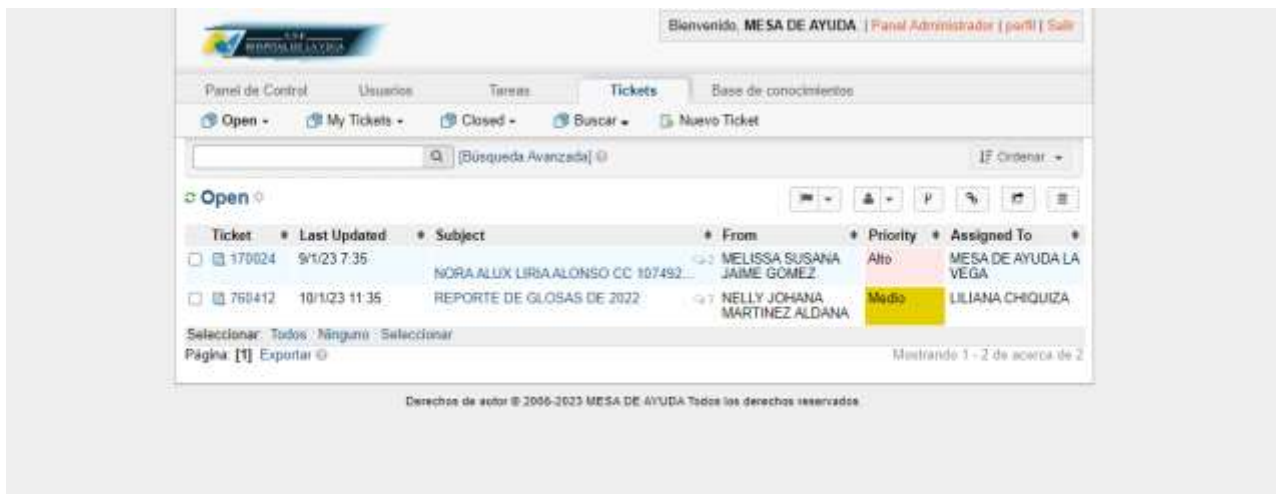 E.S.E
HOSPITAL DE LA VEGA
Bienvenido, MESA DE AYUDA. | Panel Administrador | perfil | Salir
Panel de Control Usuarios Tareas Tickets Base de conocimientos
Open My Tickets Closed Buscar Nuevo Ticket
[Búsqueda Avanzada] Ordenar
Open
Ticket Last Updated Subject From Priority Assigned To
170024 9/1/23 7:35 NORA ALUX LIRIA ALONSO CC 107492... 2 MELISSA SUSANA JAIME GOMEZ Alto MESA DE AYUDA LA VEGA
760412 10/1/23 11:35 REPORTE DE GLOSAS DE 2022 NELLY JOHANA MARTINEZ ALDANA Medio LILIANA CHIQUIZA
Seleccionar: Todos Ninguno Seleccionar
Página: [1] Exportar Mostrando 1 - 2 de acerca de 2
Derechos de autor © 2006-2023 MESA DE AYUDA Todos los derechos reservados.